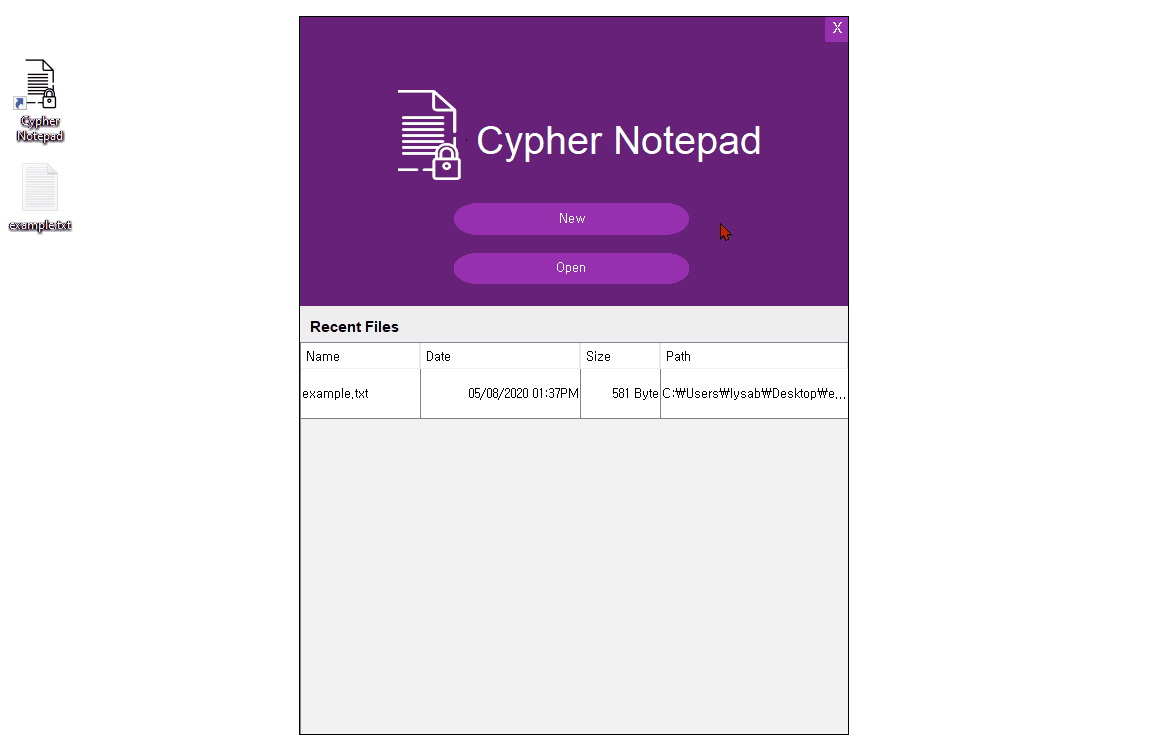 X
Cypher
Notepad
example.txt
Cypher Notepad
New
Open
Recent Files
Name Date Size Path
example.txt 05/08/2020 01:37PM 581 Byte C:₩Users₩lysab₩Desktop₩e...